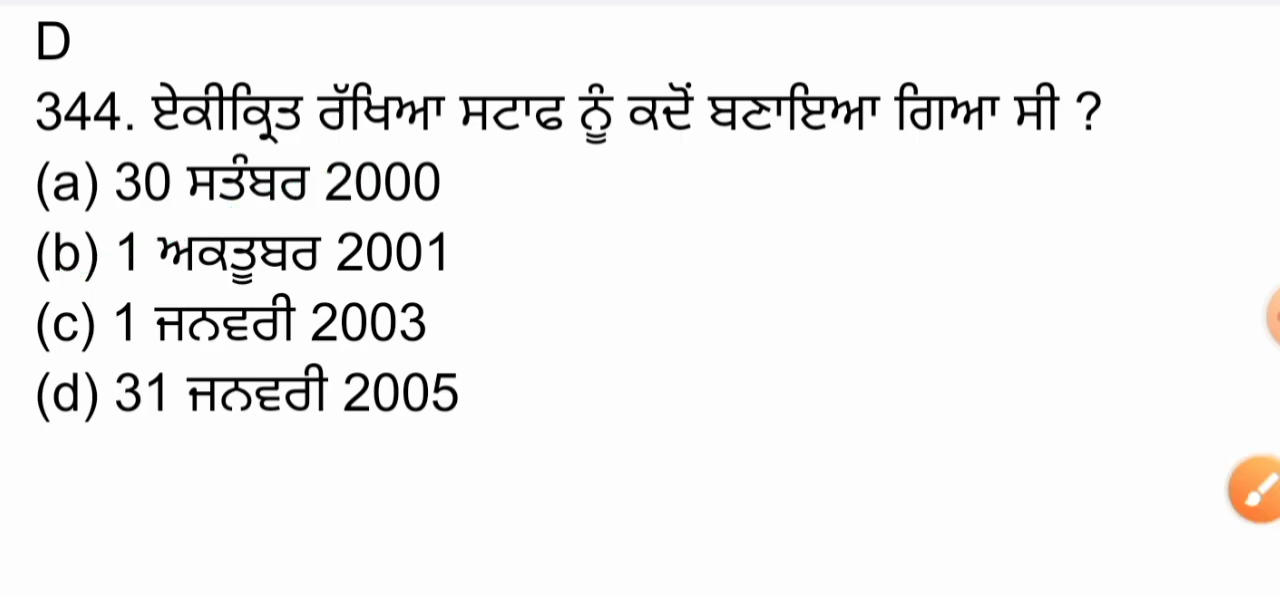 D
344. ਏਕੀਕ੍ਰਿਤ ਰੱਖਿਆ ਸਟਾਫ ਨੂੰ ਕਦੋਂ ਬਣਾਇਆ ਗਿਆ ਸੀ ?
(a) 30 ਸਤੰਬਰ 2000
(b) 1 ਅਕਤੂਬਰ 2001
(c) 1 ਜਨਵਰੀ 2003
(d) 31 ਜਨਵਰੀ 2005